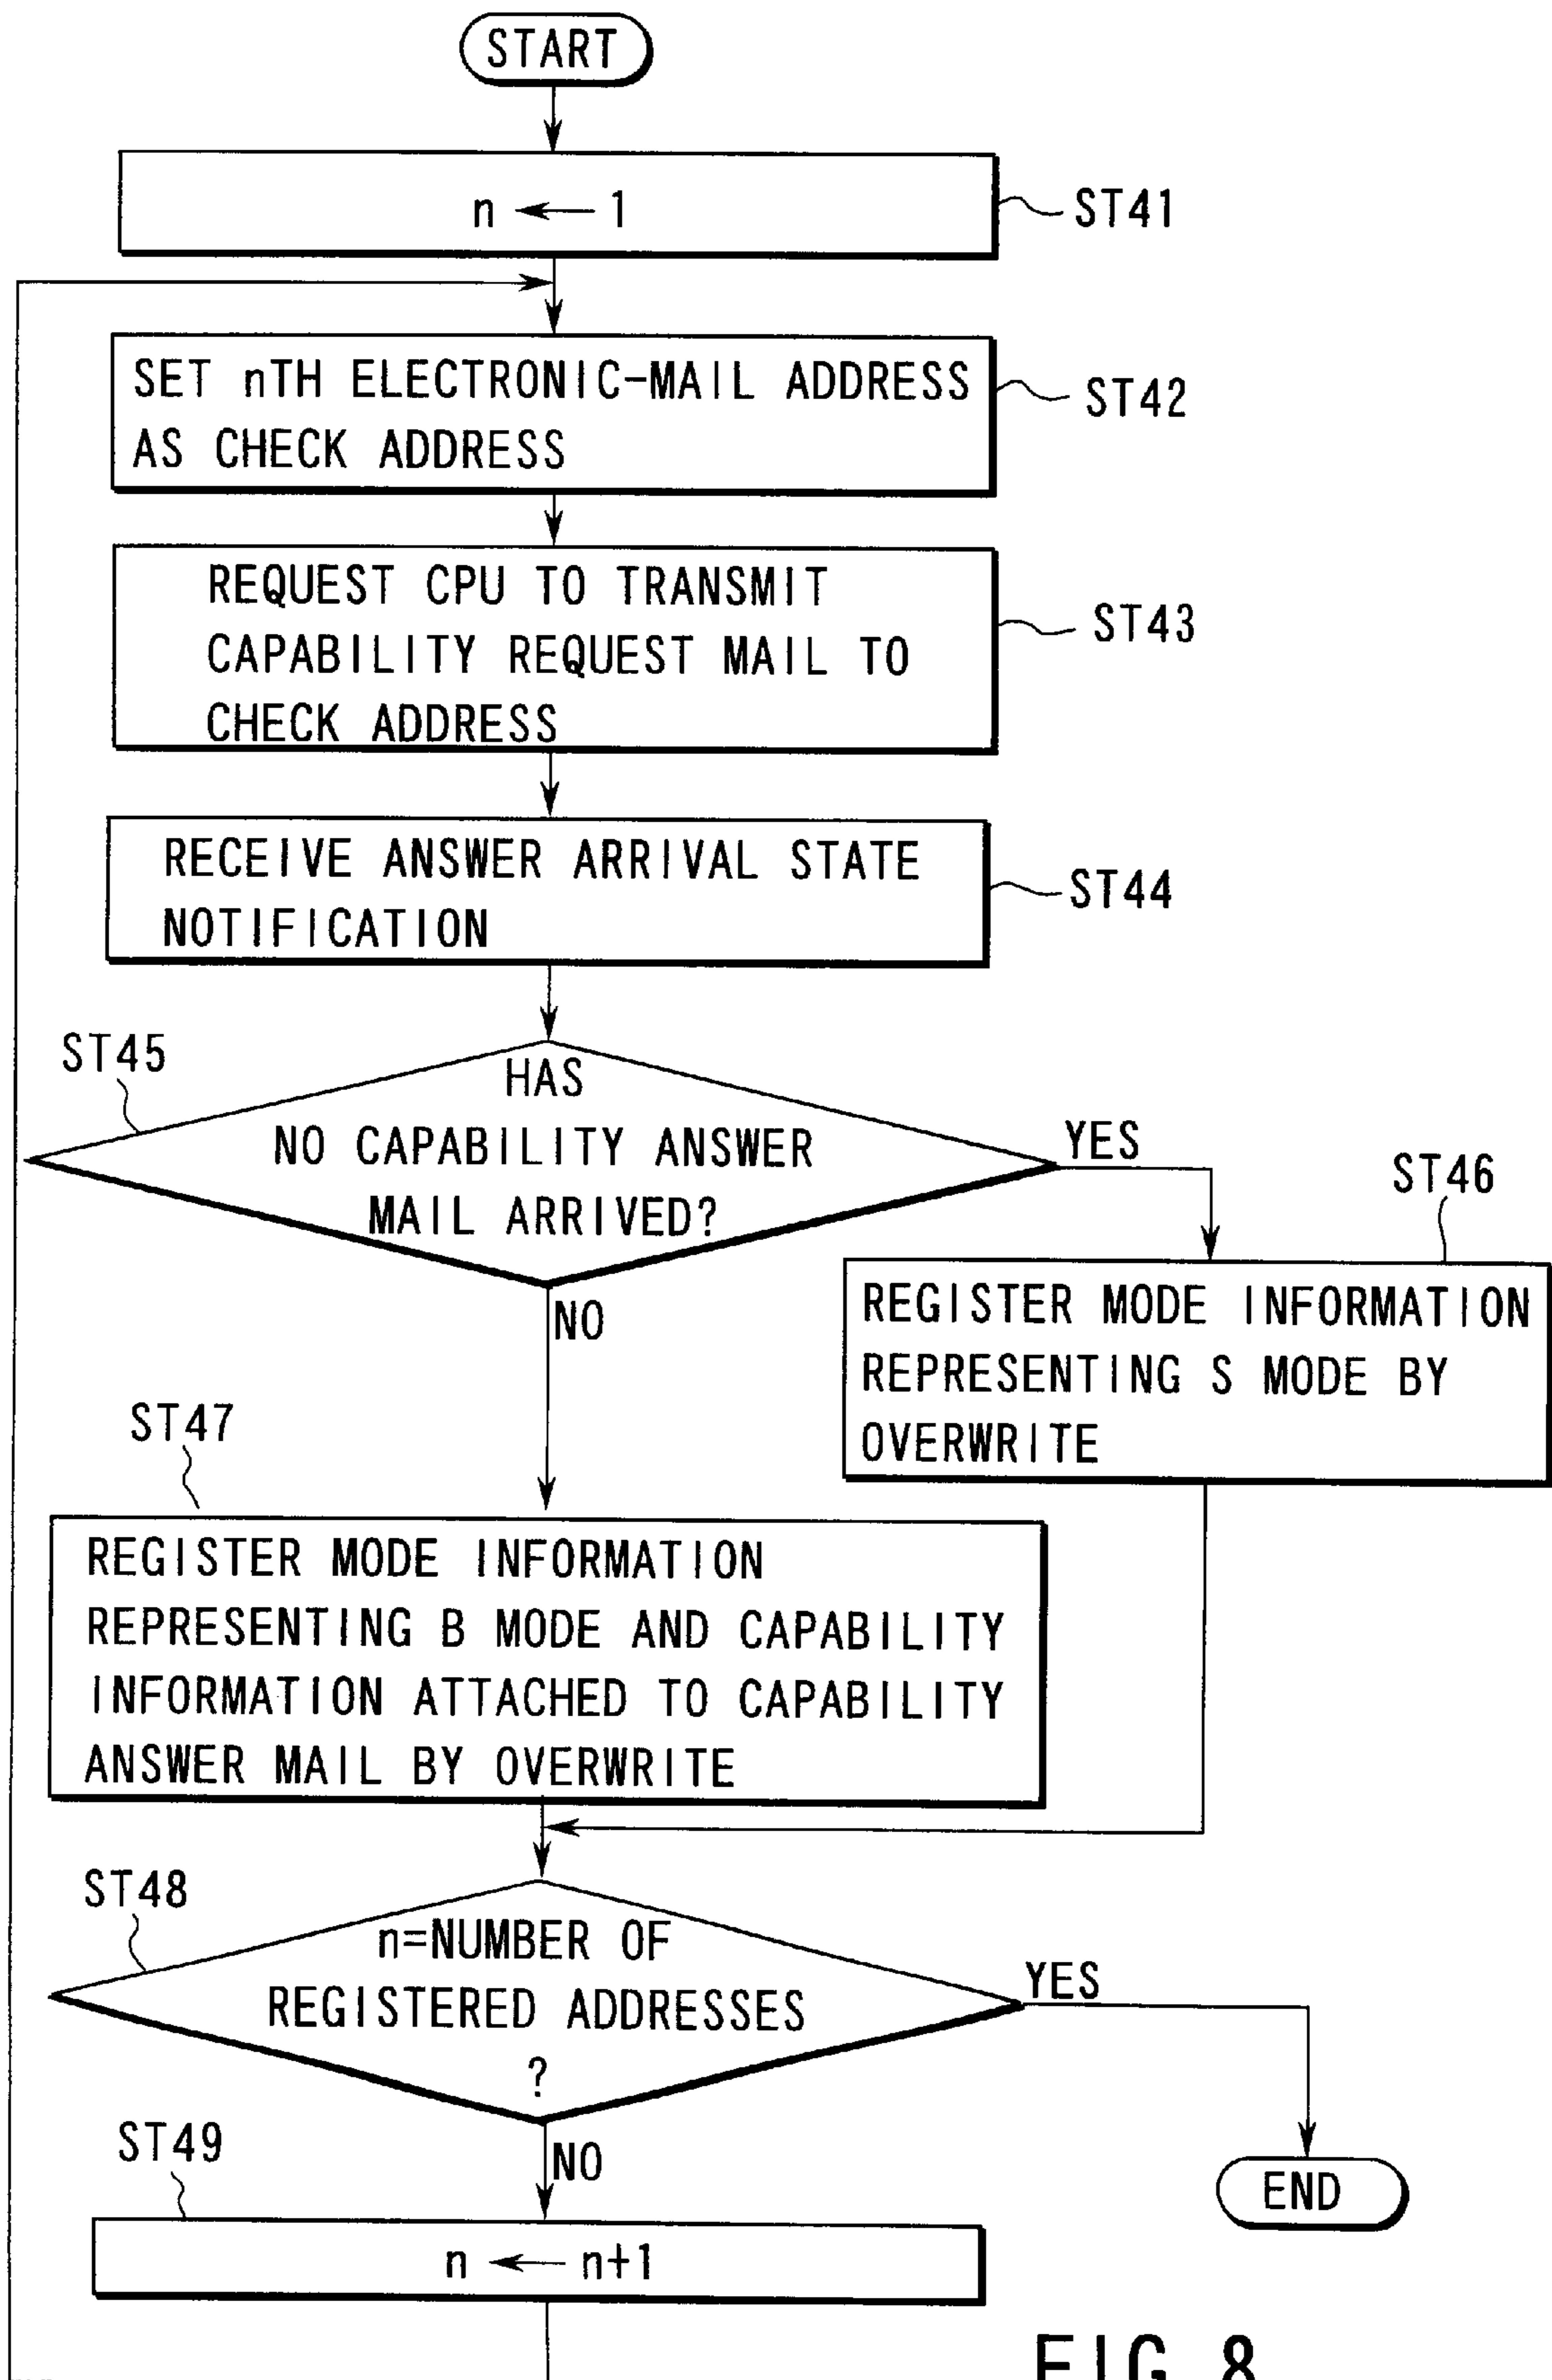 START
n ← 1
ST41
SET nTH ELECTRONIC-MAIL ADDRESS
AS CHECK ADDRESS
ST42
REQUEST CPU TO TRANSMIT
CAPABILITY REQUEST MAIL TO
CHECK ADDRESS
ST43
RECEIVE ANSWER ARRIVAL STATE
NOTIFICATION
ST44
ST45
HAS
NO CAPABILITY ANSWER
MAIL ARRIVED?
YES
NO
ST46
REGISTER MODE INFORMATION
REPRESENTING S MODE BY
OVERWRITE
ST47
REGISTER MODE INFORMATION
REPRESENTING B MODE AND CAPABILITY
INFORMATION ATTACHED TO CAPABILITY
ANSWER MAIL BY OVERWRITE
ST48
n=NUMBER OF
REGISTERED ADDRESSES
?
YES
NO
END
ST49
n ← n+1
FIG. 8